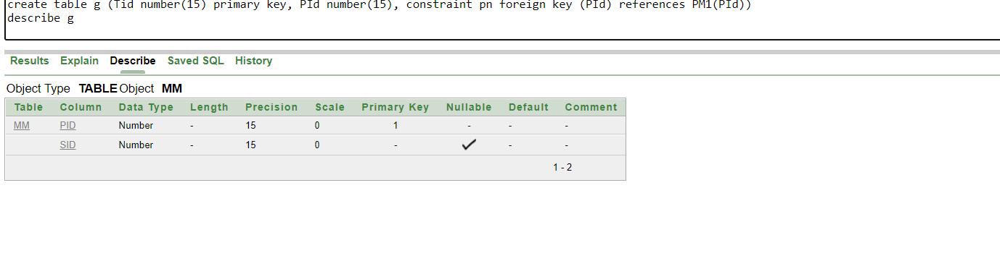 create table g (Tid number(15) primary key, PId number(15), constraint pn foreign key (PId) references PM1(PId))
describe g
Results Explain Describe Saved SQL History
Object Type TABLE Object MM
Table Column Data Type Length Precision Scale Primary Key Nullable Default Comment
MM PID Number - 15 0 1 - - -
SID Number - 15 0 - ✓ - -
1 - 2